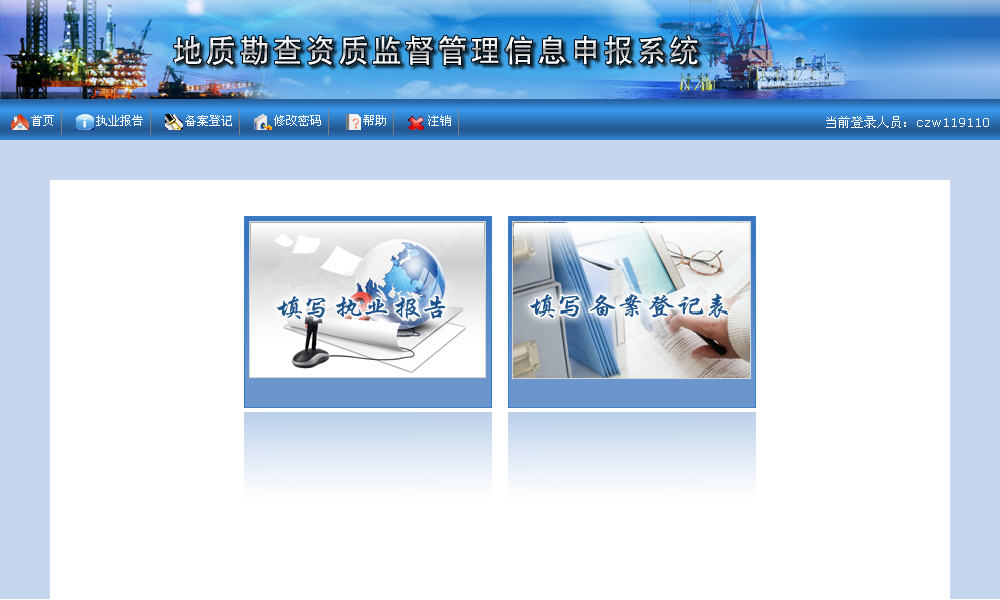 地质勘查资质监督管理信息申报系统
首页 执业报告 备案登记 修改密码 帮助 注销 当前登录人员：czw119110
填写执业报告 填写备案登记表